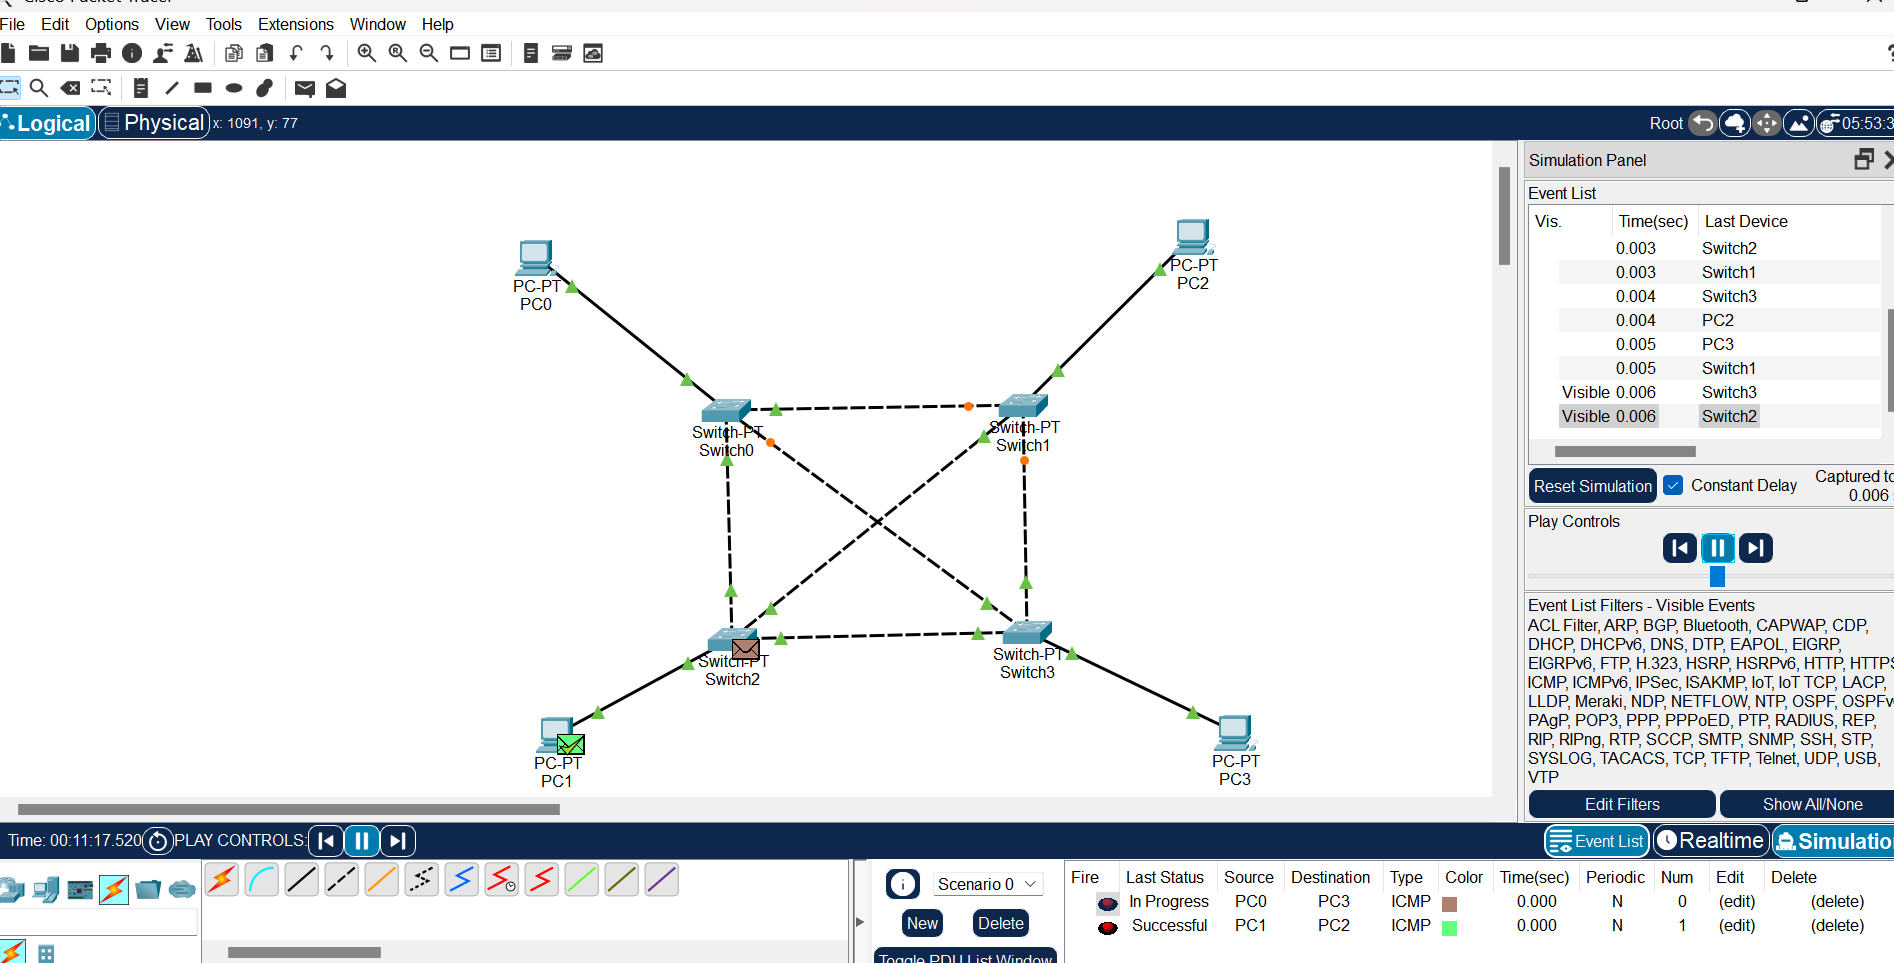 Cisco Packet Tracer
File Edit Options View Tools Extensions Window Help
Logical Physical x: 1091, y: 77
Root 05:53:3
Simulation Panel
Event List
Vis. Time(sec) Last Device
0.003 Switch2
0.003 Switch1
0.004 Switch3
0.004 PC2
0.005 PC3
0.005 Switch1
Visible 0.006 Switch3
Visible 0.006 Switch2
Reset Simulation Constant Delay Captured to
0.006
Play Controls
Event List Filters - Visible Events
ACL Filter, ARP, BGP, Bluetooth, CAPWAP, CDP,
DHCP, DHCPv6, DNS, DTP, EAPOL, EIGRP,
EIGRPv6, FTP, H.323, HSRP, HSRPv6, HTTP, HTTPS
ICMP, ICMPv6, IPSec, ISAKMP, IoT, IoT TCP, LACP,
LLDP, Meraki, NDP, NETFLOW, NTP, OSPF, OSPFv
PAgP, POP3, PPP, PPPoED, PTP, RADIUS, REP,
RIP, RIPng, RTP, SCCP, SMTP, SNMP, SSH, STP,
SYSLOG, TACACS, TCP, TFTP, Telnet, UDP, USB,
VTP
Edit Filters Show All/None
PC-PT
PC0
PC-PT
PC2
Switch-PT
Switch0
Switch-PT
Switch1
Switch-PT
Switch2
Switch-PT
Switch3
PC-PT
PC1
PC-PT
PC3
Time: 00:11:17.520 PLAY CONTROLS:
Event List Realtime Simulatio
Scenario 0
New Delete
Toggle PDU List Window
Fire Last Status Source Destination Type Color Time(sec) Periodic Num Edit Delete
In Progress PC0 PC3 ICMP 0.000 N 0 (edit) (delete)
Successful PC1 PC2 ICMP 0.000 N 1 (edit) (delete)